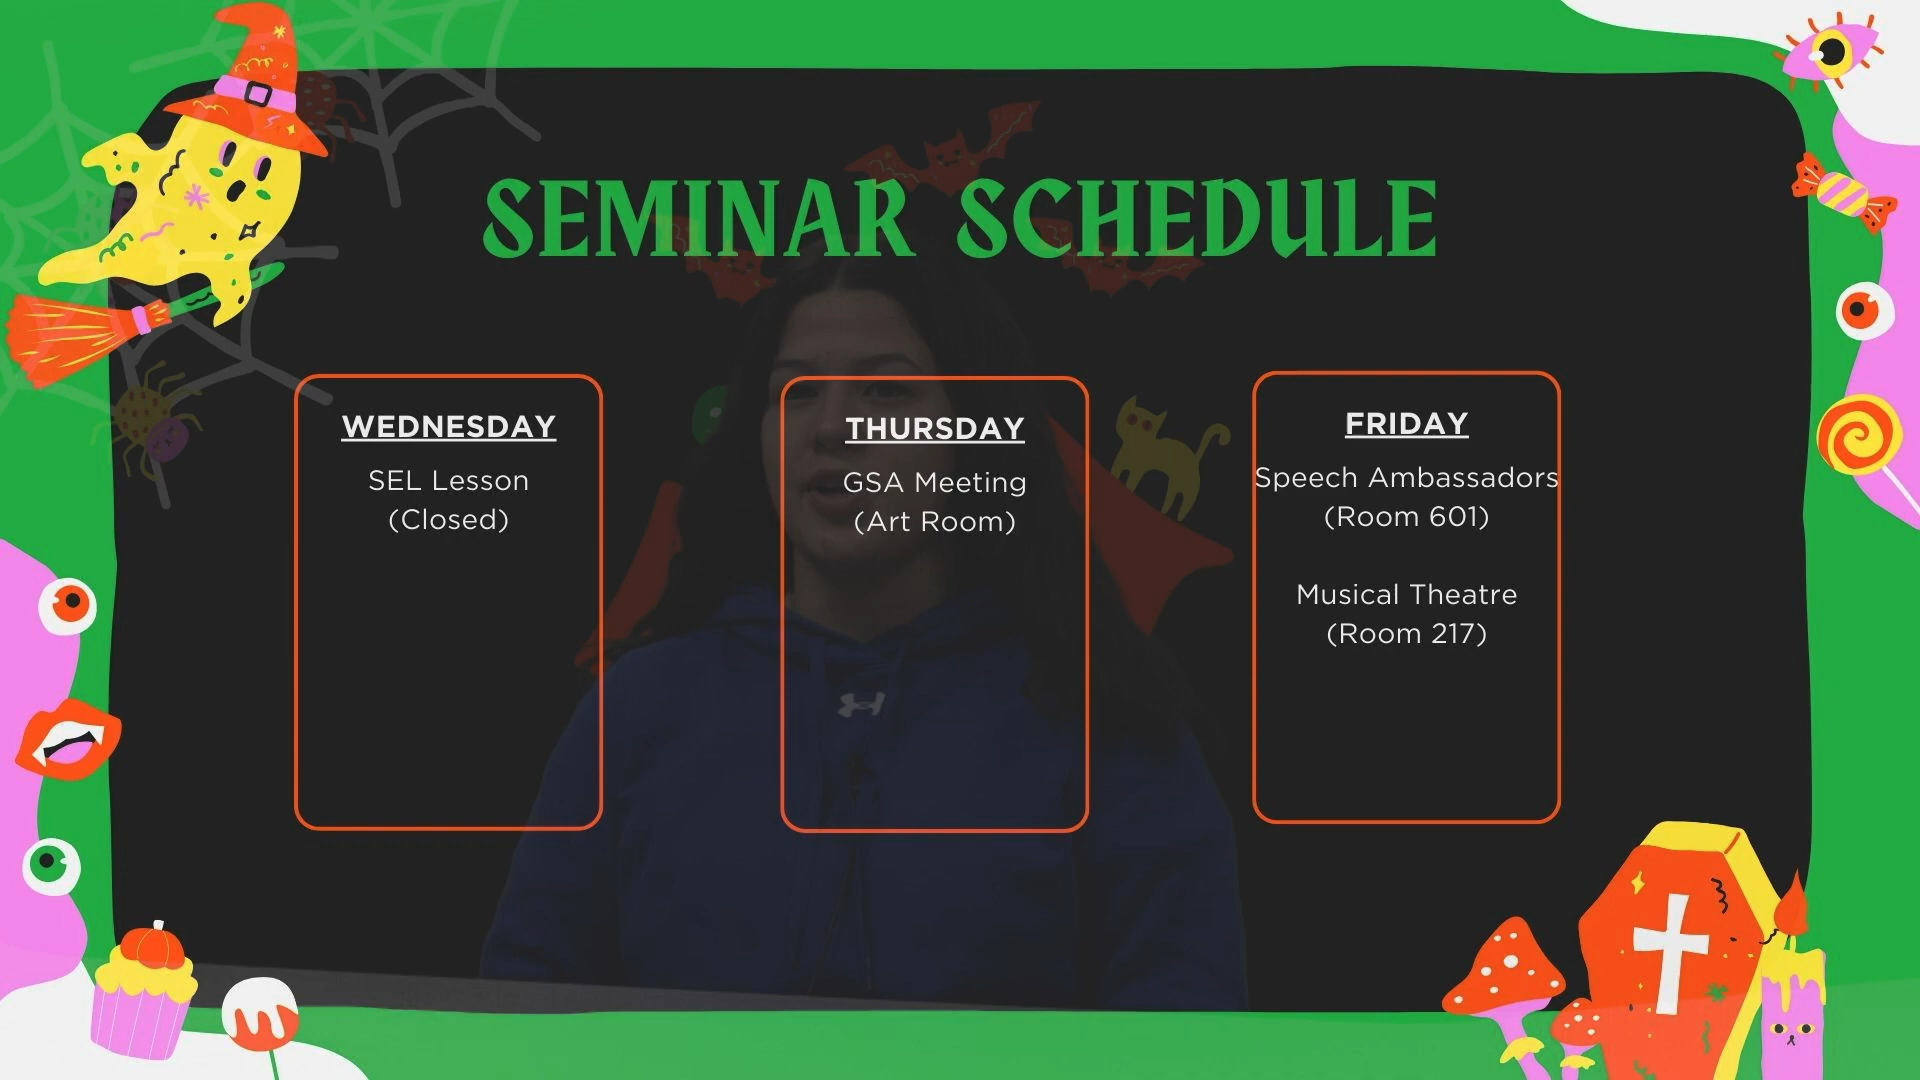 SEMINAR SCHEDULE
WEDNESDAY
SEL Lesson
(Closed)
THURSDAY
GSA Meeting
(Art Room)
FRIDAY
Speech Ambassadors
(Room 601)
Musical Theatre
(Room 217)